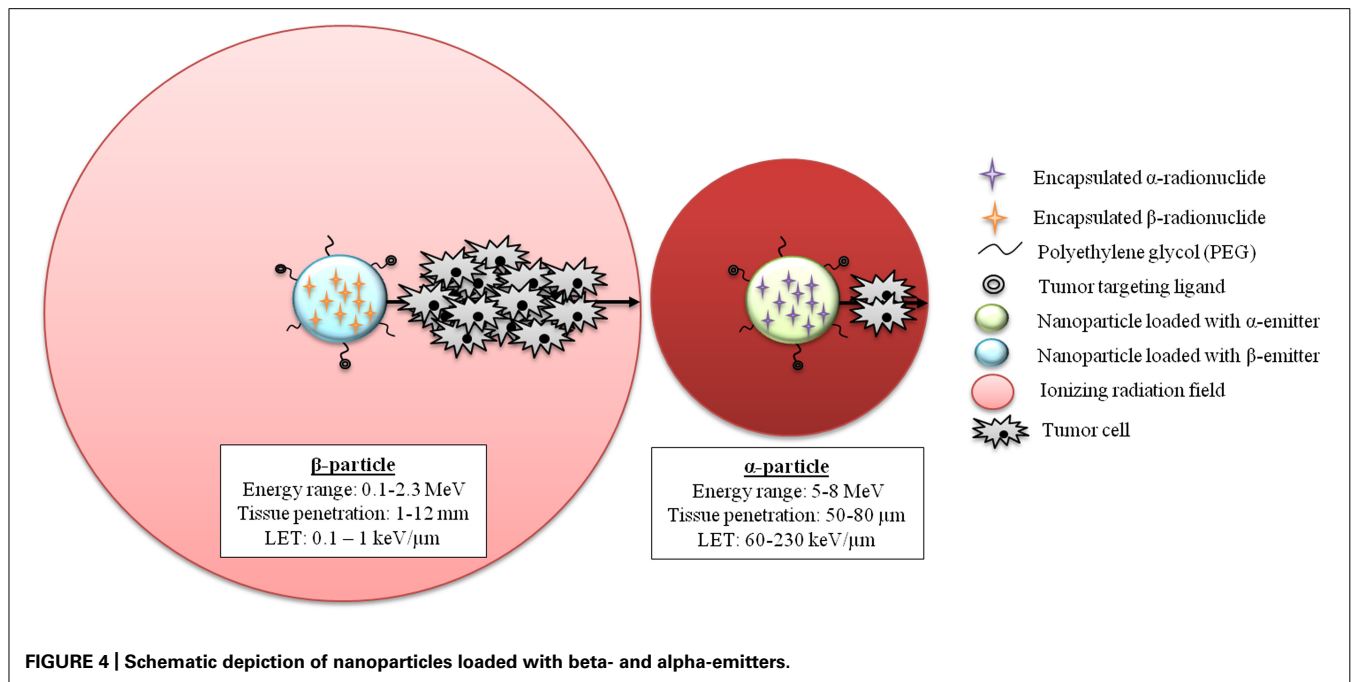 β-particle
Energy range: 0.1-2.3 MeV
Tissue penetration: 1-12 mm
LET: 0.1 – 1 keV/μm
α-particle
Energy range: 5-8 MeV
Tissue penetration: 50-80 μm
LET: 60-230 keV/μm
Encapsulated α-radionuclide
Encapsulated β-radionuclide
Polyethylene glycol (PEG)
Tumor targeting ligand
Nanoparticle loaded with α-emitter
Nanoparticle loaded with β-emitter
Ionizing radiation field
Tumor cell
FIGURE 4 | Schematic depiction of nanoparticles loaded with beta- and alpha-emitters.